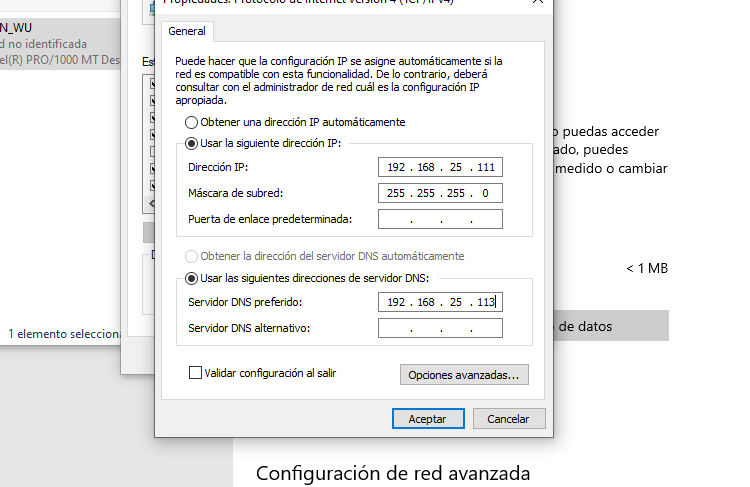 Propiedades: Protocolo de Internet versión 4 (TCP/IPv4)
N_WU
d no identificada
el(R) PRO/1000 MT Des
General
Puede hacer que la configuración IP se asigne automáticamente si la
red es compatible con esta funcionalidad. De lo contrario, deberá
consultar con el administrador de red cuál es la configuración IP
apropiada.
Obtener una dirección IP automáticamente
Usar la siguiente dirección IP:
Dirección IP: 192 . 168 . 25 . 111
Máscara de subred: 255 . 255 . 255 . 0
Puerta de enlace predeterminada: . . .
Obtener la dirección del servidor DNS automáticamente
Usar las siguientes direcciones de servidor DNS:
Servidor DNS preferido: 192 . 168 . 25 . 113
Servidor DNS alternativo: . . .
Validar configuración al salir
Opciones avanzadas...
Aceptar
Cancelar
Es
D
1 elemento selecciona
o puedas acceder
ado, puedes
medido o cambiar
< 1 MB
o de datos
Configuración de red avanzada